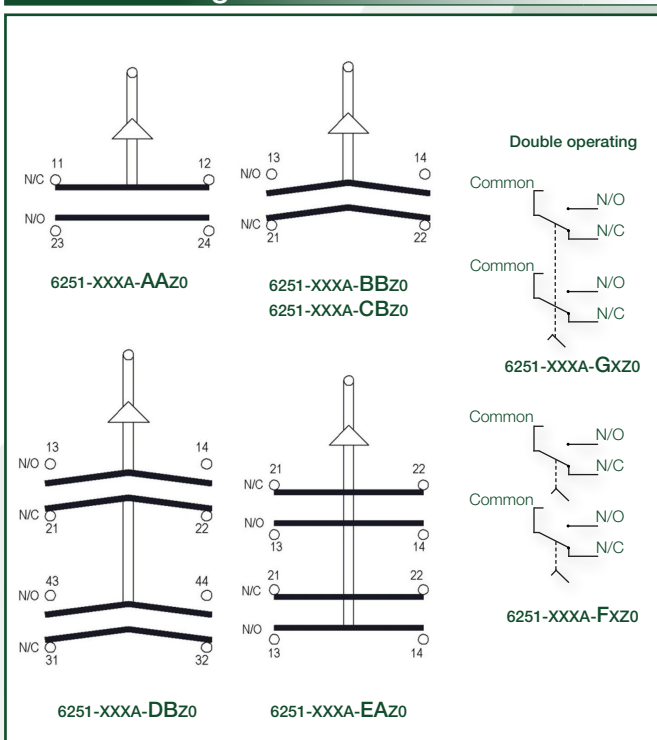 11 12
N/C
N/O
23 24
6251-XXXA-AAZ0
13 14
N/O
N/C
21 22
6251-XXXA-BBZ0
6251-XXXA-CBZ0
Double operating
Common
N/O
N/C
Common
N/O
N/C
6251-XXXA-GXZ0
13 14
N/O
N/C
21 22
43 44
N/O
N/C
31 32
6251-XXXA-DBZ0
21 22
N/C
N/O
13 14
21 22
N/C
N/O
13 14
6251-XXXA-EAZ0
Common
N/O
N/C
Common
N/O
N/C
6251-XXXA-FXZ0